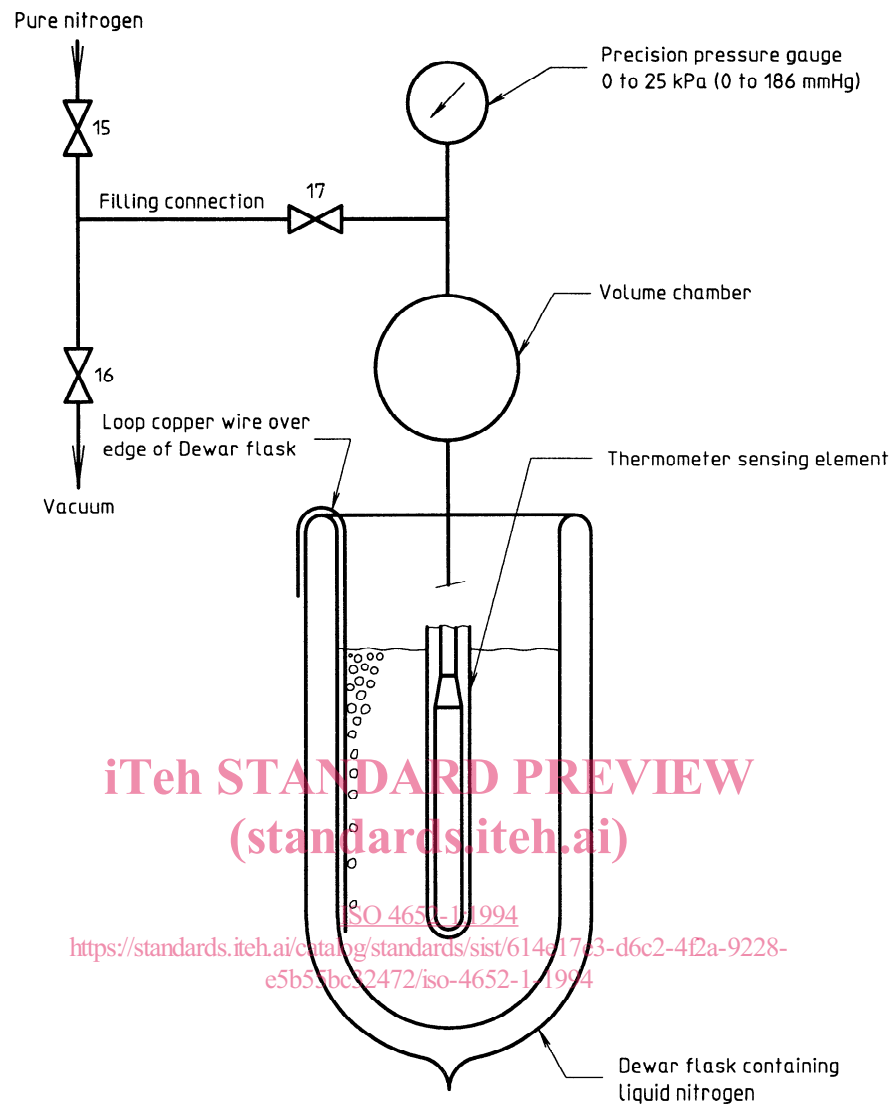 Pure nitrogen
Precision pressure gauge
0 to 25 kPa (0 to 186 mmHg)
15
17
Filling connection
Volume chamber
16
Loop copper wire over
edge of Dewar flask
Thermometer sensing element
Vacuum
iTeh STANDARD PREVIEW
(standards.iteh.ai)
ISO 4652-1:1994
https://standards.iteh.ai/catalog/standards/sist/614e17e3-d6c2-4f2a-9228-
e5b55bc32472/iso-4652-1-1994
Dewar flask containing
liquid nitrogen